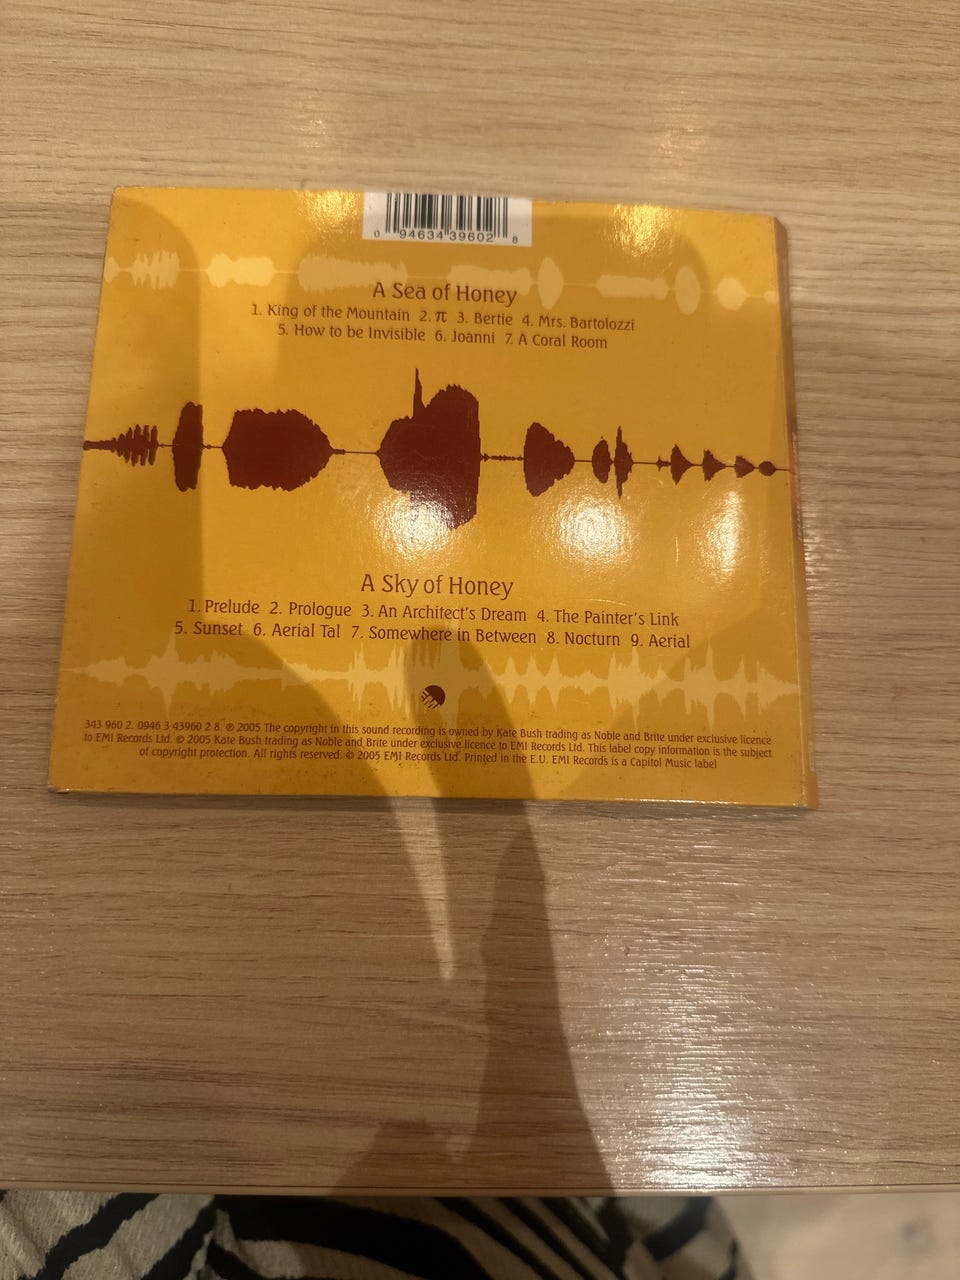 0 94634 39602 8
A Sea of Honey
1. King of the Mountain 2. π 3. Bertie 4. Mrs. Bartolozzi
5. How to be Invisible 6. Joanni 7. A Coral Room
A Sky of Honey
1. Prelude 2. Prologue 3. An Architect's Dream 4. The Painter's Link
5. Sunset 6. Aerial Tal 7. Somewhere in Between 8. Nocturn 9. Aerial
EMI
343 960 2. 0946 3 43960 2 8. ℗ 2005 The copyright in this sound recording is owned by Kate Bush trading as Noble and Brite under exclusive licence
to EMI Records Ltd. © 2005 Kate Bush trading as Noble and Brite under exclusive licence to EMI Records Ltd. This label copy information is the subject
of copyright protection. All rights reserved. © 2005 EMI Records Ltd. Printed in the E.U. EMI Records is a Capitol Music label